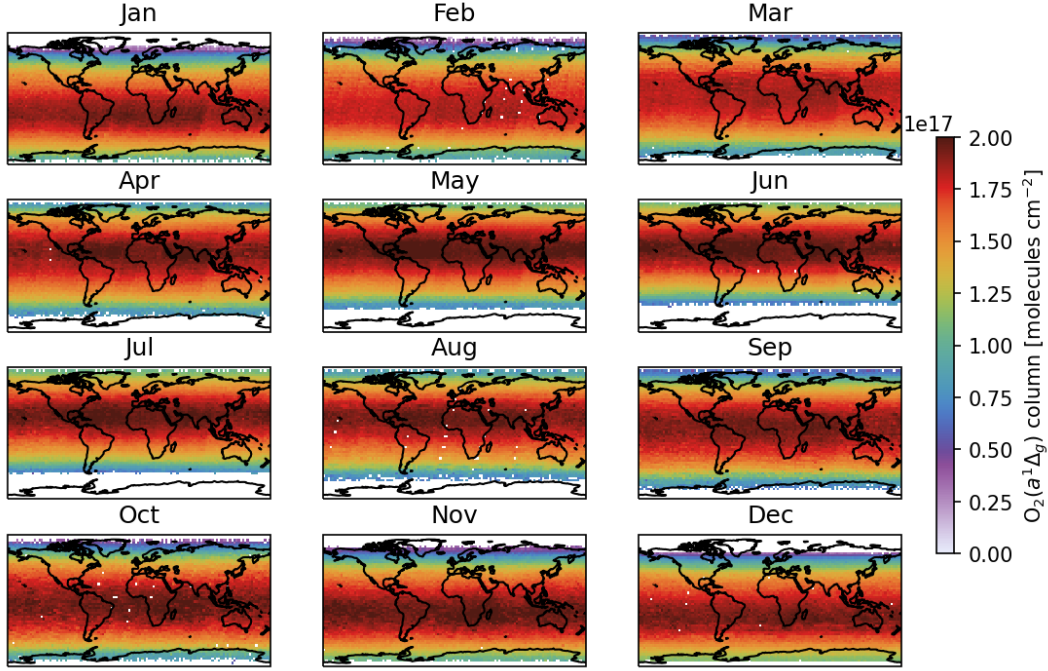 Jan Feb Mar
1e17
Apr May Jun
Jul Aug Sep
Oct Nov Dec
2.00
1.75
1.50
1.25
1.00
0.75
0.50
0.25
0.00
O₂(a¹Δg) column [molecules cm⁻²]